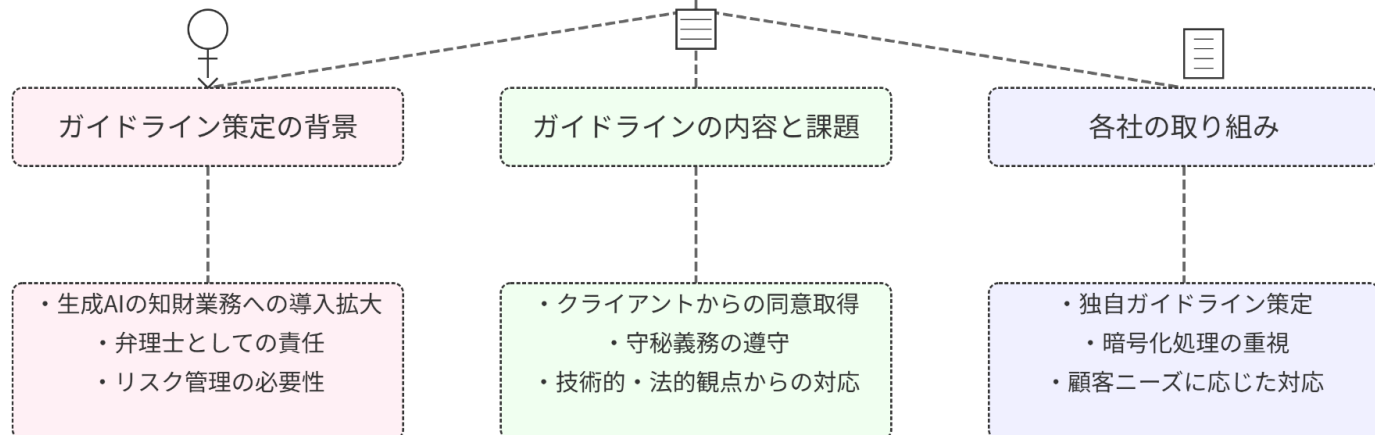 ガイドライン策定の背景
ガイドラインの内容と課題
各社の取り組み
・生成AIの知財業務への導入拡大
・弁理士としての責任
・リスク管理の必要性
・クライアントからの同意取得
・守秘義務の遵守
・技術的・法的観点からの対応
・独自ガイドライン策定
・暗号化処理の重視
・顧客ニーズに応じた対応